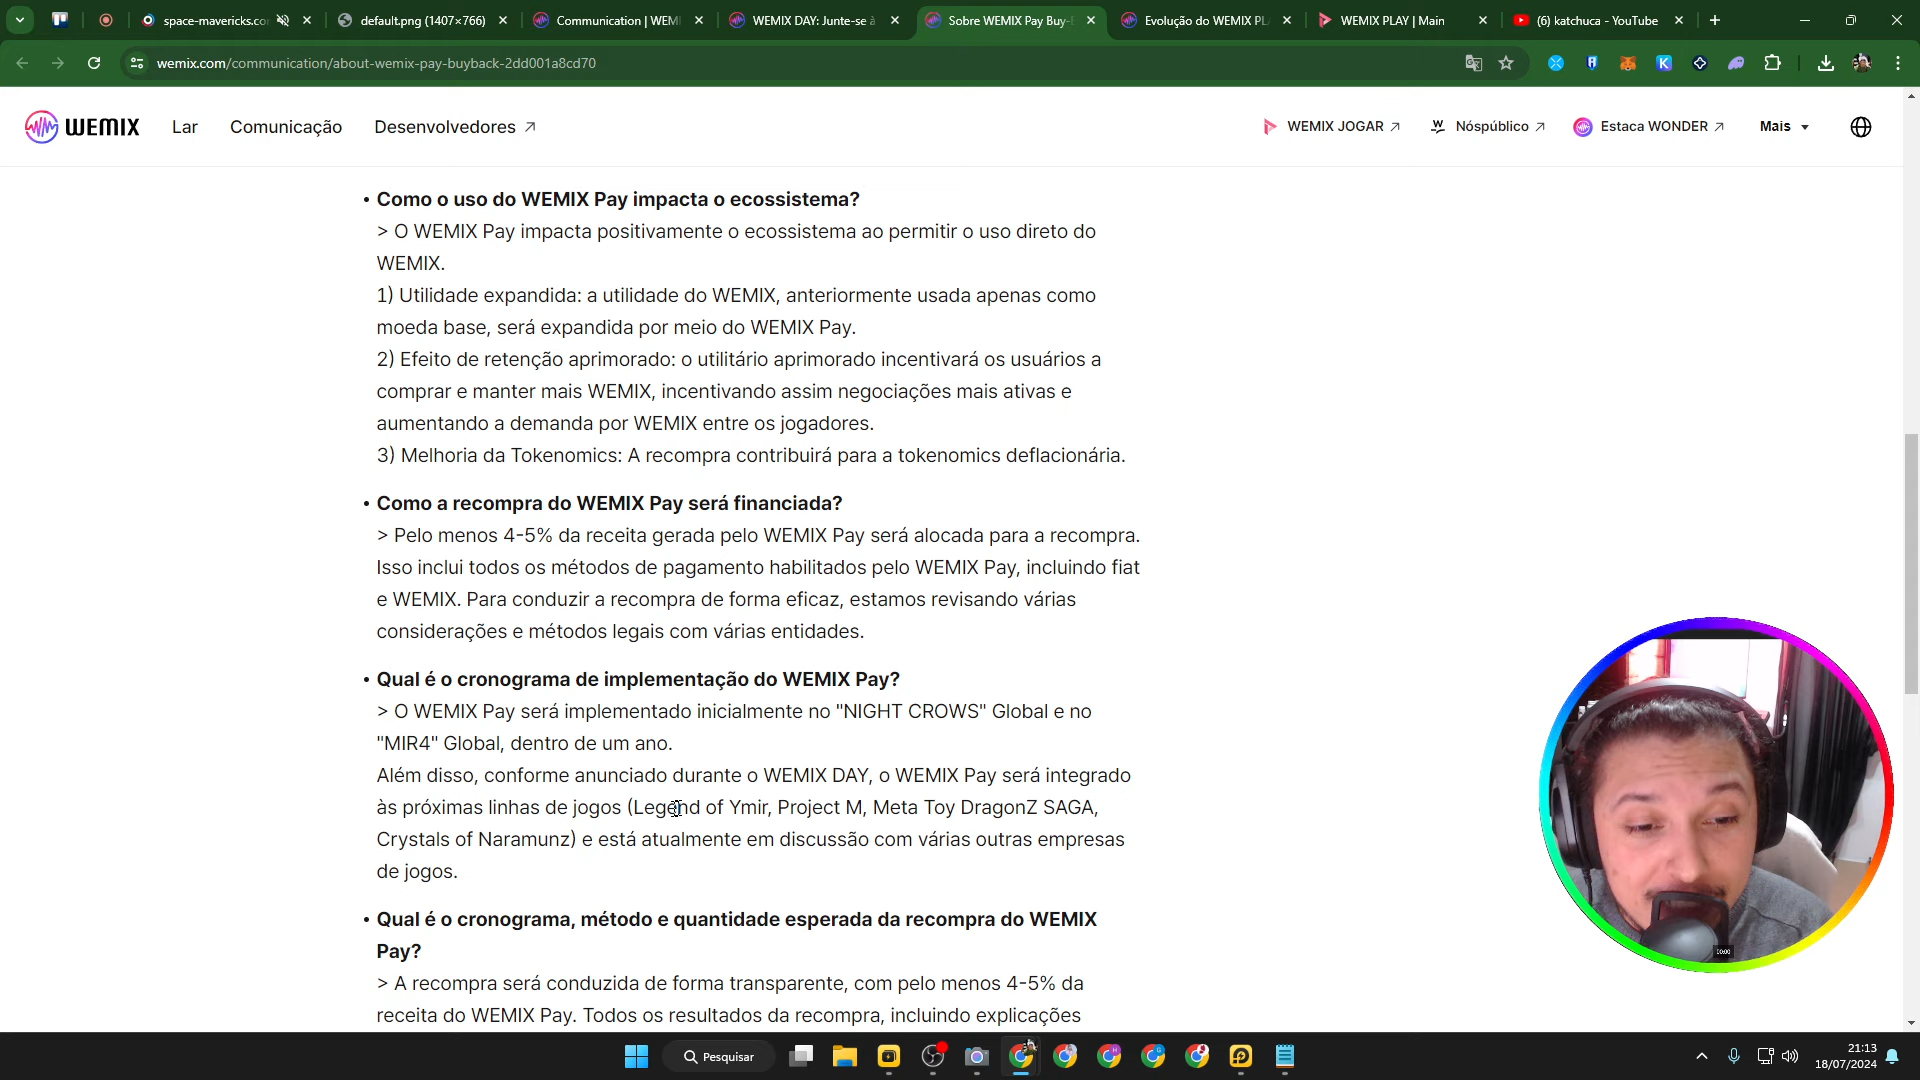 space-mavericks.co
default.png (1407×766)
Communication | WEMI
WEMIX DAY: Junte-se à
Sobre WEMIX Pay Buy-
Evolução do WEMIX PL
WEMIX PLAY | Main
(6) katchuca - YouTube
wemix.com/communication/about-wemix-pay-buyback-2dd001a8cd70
WEMIX
Lar
Comunicação
Desenvolvedores ↗
WEMIX JOGAR ↗
Nóspúblico ↗
Estaca WONDER ↗
Mais
• Como o uso do WEMIX Pay impacta o ecossistema?
> O WEMIX Pay impacta positivamente o ecossistema ao permitir o uso direto do
WEMIX.
1) Utilidade expandida: a utilidade do WEMIX, anteriormente usada apenas como
moeda base, será expandida por meio do WEMIX Pay.
2) Efeito de retenção aprimorado: o utilitário aprimorado incentivará os usuários a
comprar e manter mais WEMIX, incentivando assim negociações mais ativas e
aumentando a demanda por WEMIX entre os jogadores.
3) Melhoria da Tokenomics: A recompra contribuirá para a tokenomics deflacionária.
• Como a recompra do WEMIX Pay será financiada?
> Pelo menos 4-5% da receita gerada pelo WEMIX Pay será alocada para a recompra.
Isso inclui todos os métodos de pagamento habilitados pelo WEMIX Pay, incluindo fiat
e WEMIX. Para conduzir a recompra de forma eficaz, estamos revisando várias
considerações e métodos legais com várias entidades.
• Qual é o cronograma de implementação do WEMIX Pay?
> O WEMIX Pay será implementado inicialmente no "NIGHT CROWS" Global e no
"MIR4" Global, dentro de um ano.
Além disso, conforme anunciado durante o WEMIX DAY, o WEMIX Pay será integrado
às próximas linhas de jogos (Legend of Ymir, Project M, Meta Toy DragonZ SAGA,
Crystals of Naramunz) e está atualmente em discussão com várias outras empresas
de jogos.
• Qual é o cronograma, método e quantidade esperada da recompra do WEMIX
Pay?
> A recompra será conduzida de forma transparente, com pelo menos 4-5% da
receita do WEMIX Pay. Todos os resultados da recompra, incluindo explicações
00:00
Pesquisar
21:13
18/07/2024